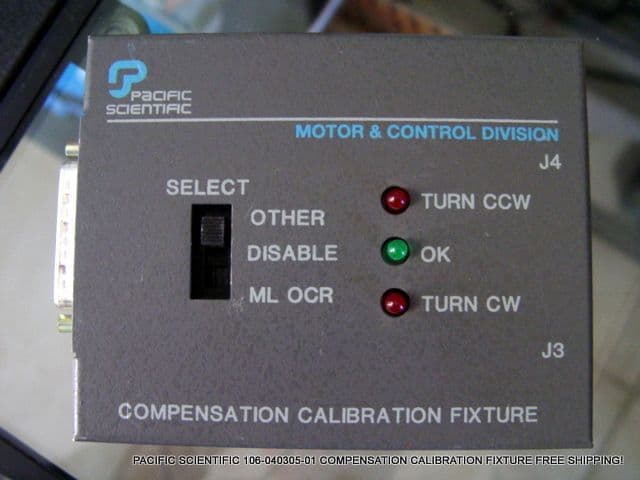 PACIFIC
SCIENTIFIC
MOTOR & CONTROL DIVISION
J4
SELECT
OTHER
DISABLE
ML OCR
TURN CCW
OK
TURN CW
J3
COMPENSATION CALIBRATION FIXTURE
PACIFIC SCIENTIFIC 106-040305-01 COMPENSATION CALIBRATION FIXTURE FREE SHIPPING!